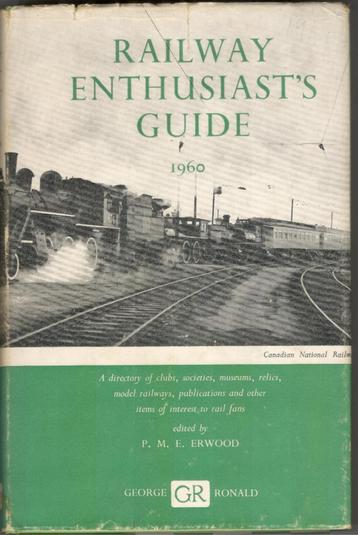 RAILWAY
ENTHUSIAST'S
GUIDE
1960
Canadian National Railw
A directory of clubs, societies, museums, relics,
model railways, publications and other
items of interest to rail fans
edited by
P. M. E. ERWOOD
GEORGE GR RONALD